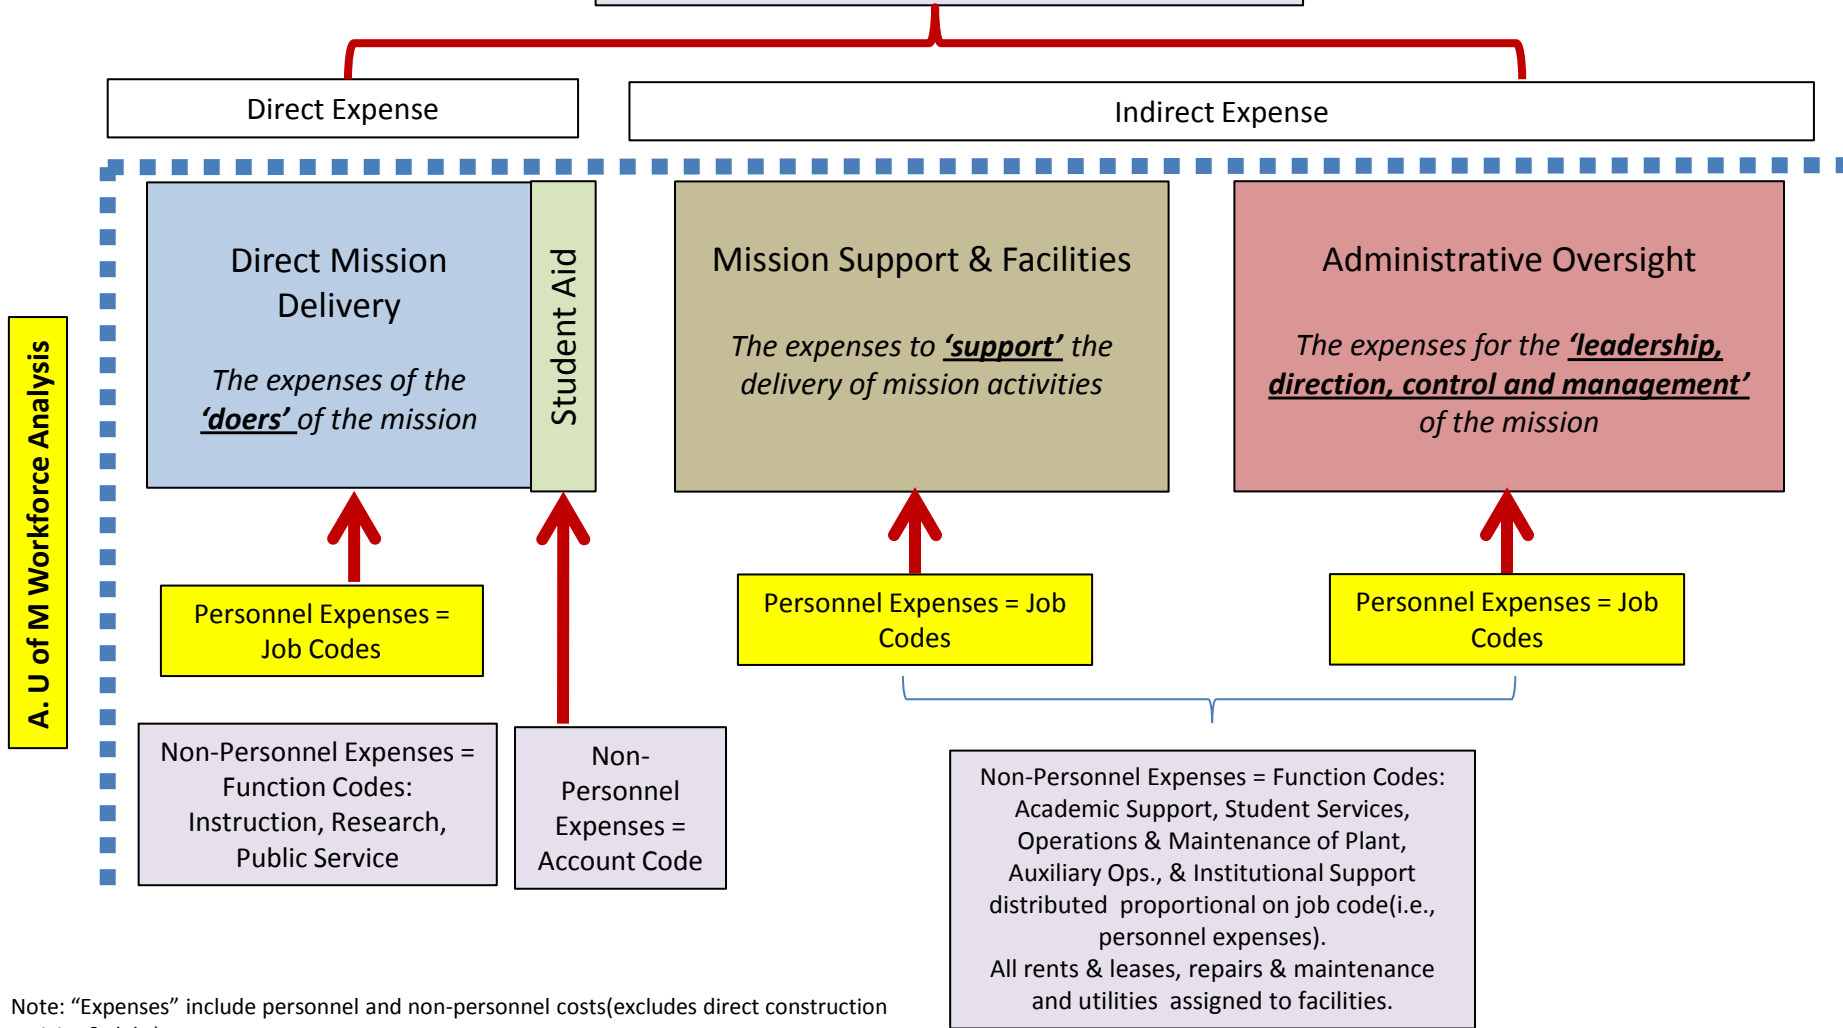 Direct Expense
Indirect Expense
A. U of M Workforce Analysis
Direct Mission
Delivery
The expenses of the
‘doers’ of the mission
Student Aid
Mission Support & Facilities
The expenses to ‘support’ the
delivery of mission activities
Administrative Oversight
The expenses for the ‘leadership,
direction, control and management’
of the mission
Personnel Expenses =
Job Codes
Personnel Expenses = Job
Codes
Personnel Expenses = Job
Codes
Non-Personnel Expenses =
Function Codes:
Instruction, Research,
Public Service
Non-
Personnel
Expenses =
Account Code
Non-Personnel Expenses = Function Codes:
Academic Support, Student Services,
Operations & Maintenance of Plant,
Auxiliary Ops., & Institutional Support
distributed  proportional on job code(i.e.,
personnel expenses).
All rents & leases, repairs & maintenance
and utilities  assigned to facilities.
Note: “Expenses” include personnel and non-personnel costs(excludes direct construction